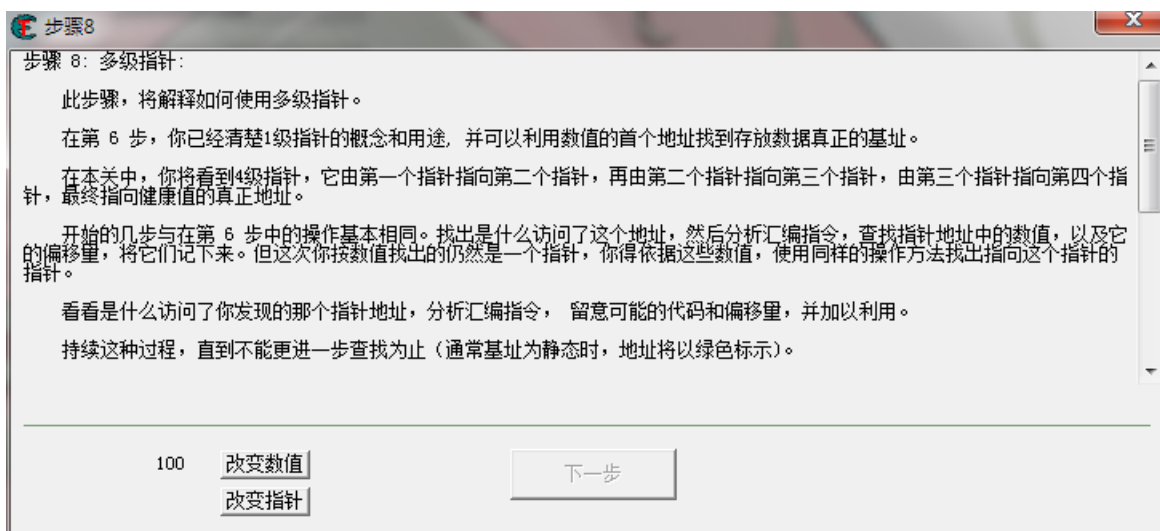 步骤8
步骤 8: 多级指针:
此步骤，将解释如何使用多级指针。
在第 6 步，你已经清楚1级指针的概念和用途, 并可以利用数值的首个地址找到存放数据真正的基址。
在本关中，你将看到4级指针，它由第一个指针指向第二个指针，再由第二个指针指向第三个指针，由第三个指针指向第四个指
针，最终指向健康值的真正地址。
开始的几步与在第 6 步中的操作基本相同。找出是什么访问了这个地址，然后分析汇编指令，查找指针地址中的数值，以及它
的偏移量，将它们记下来。但这次你按数值找出的仍然是一个指针，你得依据这些数值，使用同样的操作方法找出指向这个指针的
指针。
看看是什么访问了你发现的那个指针地址，分析汇编指令， 留意可能的代码和偏移量，并加以利用。
持续这种过程，直到不能更进一步查找为止（通常基址为静态时，地址将以绿色标示）。
100 改变数值 下一步
改变指针